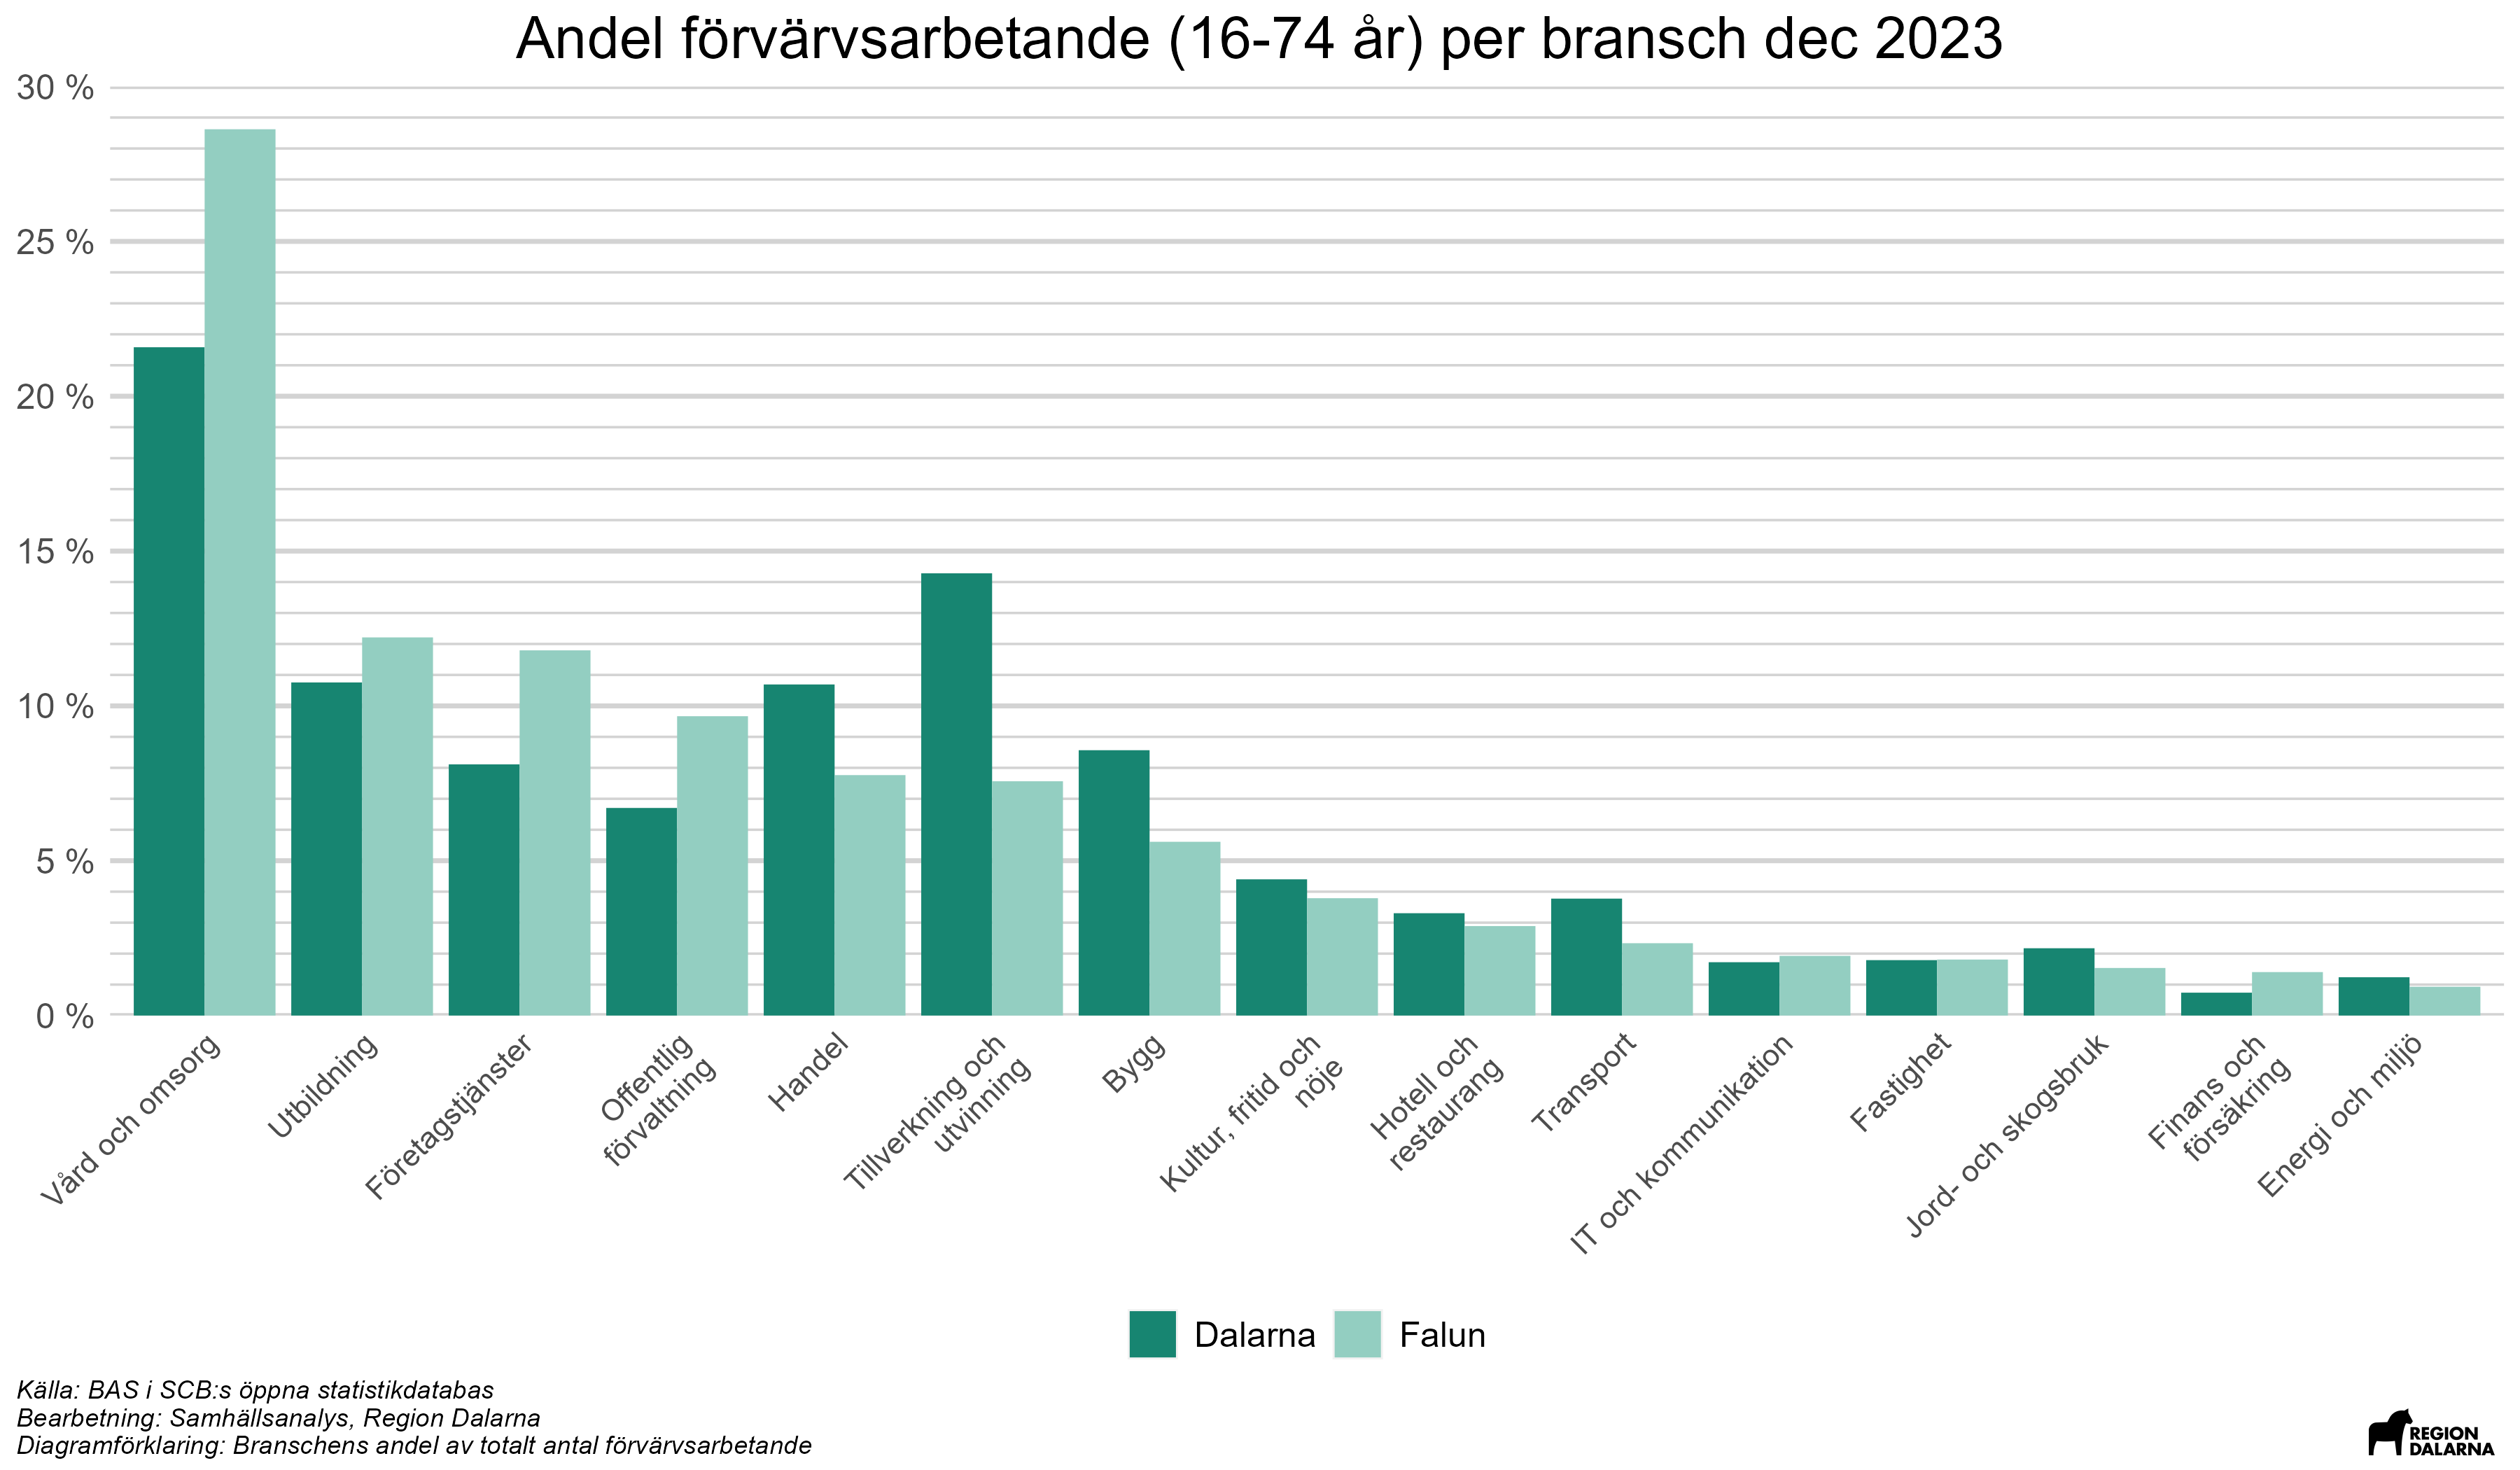 Andel förvärvsarbetande (16-74 år) per bransch dec 2023
30 %
25 %
20 %
15 %
10 %
5 %
0 %
Vård och omsorg
Utbildning
Företagstjänster
Offentlig
förvaltning
Handel
Tillverkning och
utvinning
Bygg
Kultur, fritid och
nöje
Hotell och
restaurang
Transport
IT och kommunikation
Fastighet
Jord- och skogsbruk
Finans och
försäkring
Energi och miljö
Dalarna
Falun
Källa: BAS i SCB:s öppna statistikdatabas
Bearbetning: Samhällsanalys, Region Dalarna
Diagramförklaring: Branschens andel av totalt antal förvärvsarbetande
REGION
DALARNA